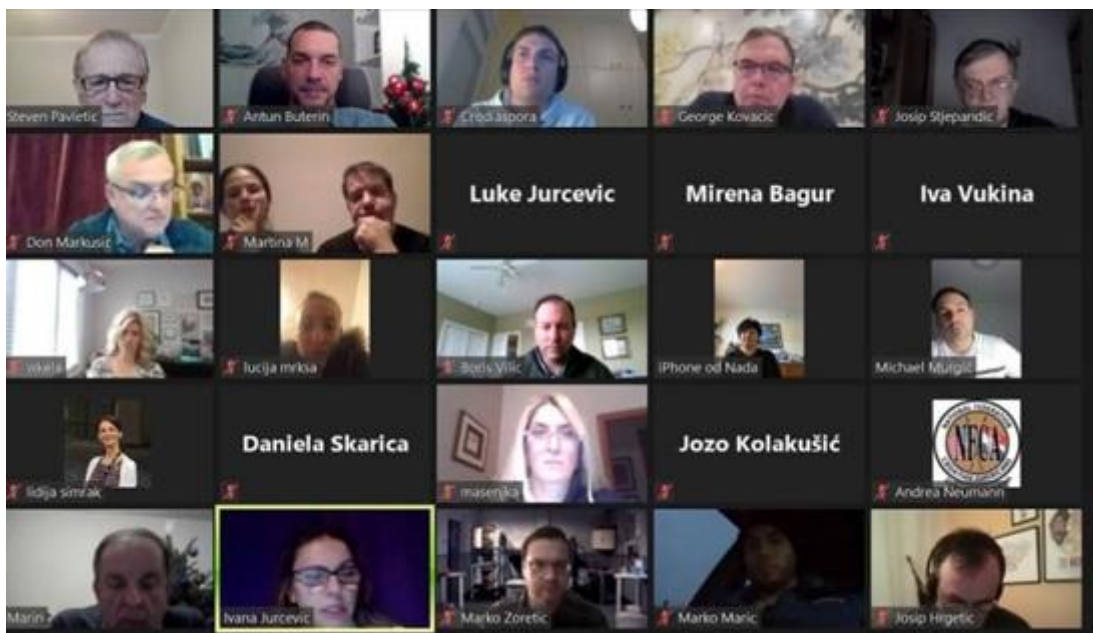 Steven Pavletic
Antun Buterin
Crodiaspora
George Kovacic
Josip Stjepandic
Don Markusic
Martina M
Luke Jurcevic
Mirena Bagur
Iva Vukina
wkela
lucija mrksa
Boris Vilic
iPhone od Nada
Michael Murgic
lidija simrak
Daniela Skarica
masenjka
Jozo Kolakušić
NFCA
Andrea Neumann
Marin
Ivana Jurcevic
Marko Zoretic
Marko Maric
Josip Hrgetic